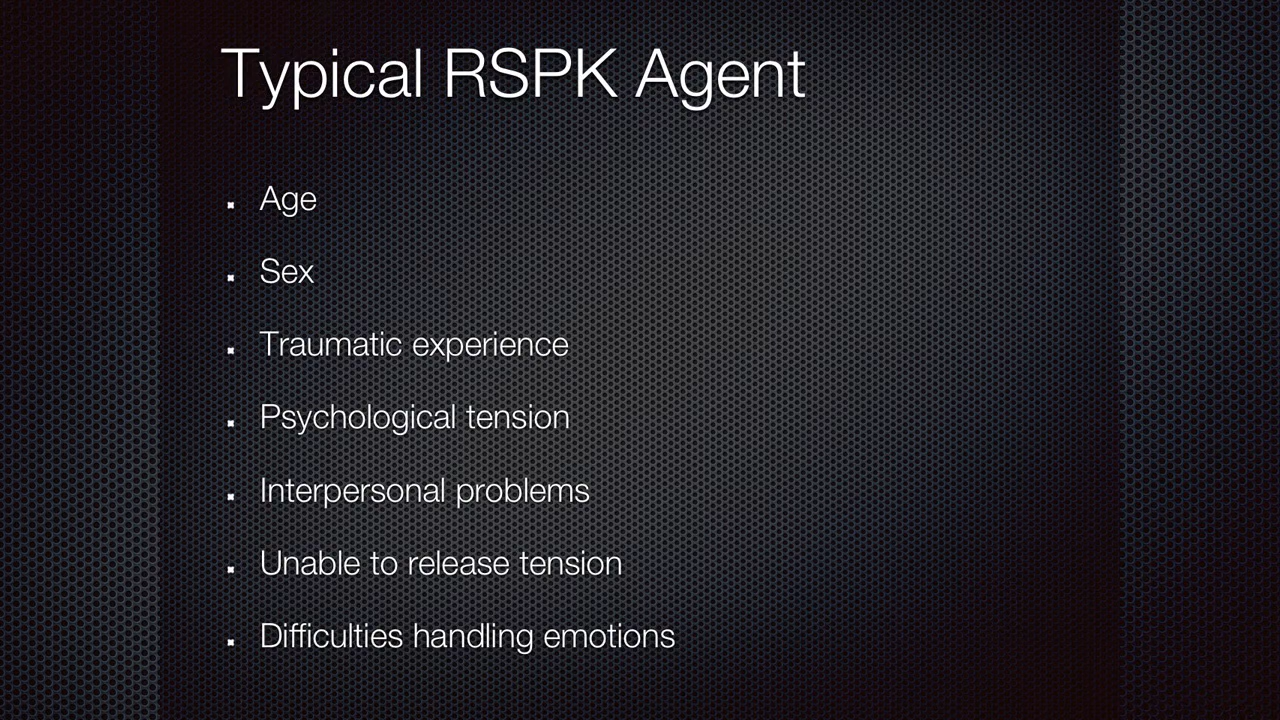 Typical RSPK Agent
Age
Sex
Traumatic experience
Psychological tension
Interpersonal problems
Unable to release tension
Difficulties handling emotions